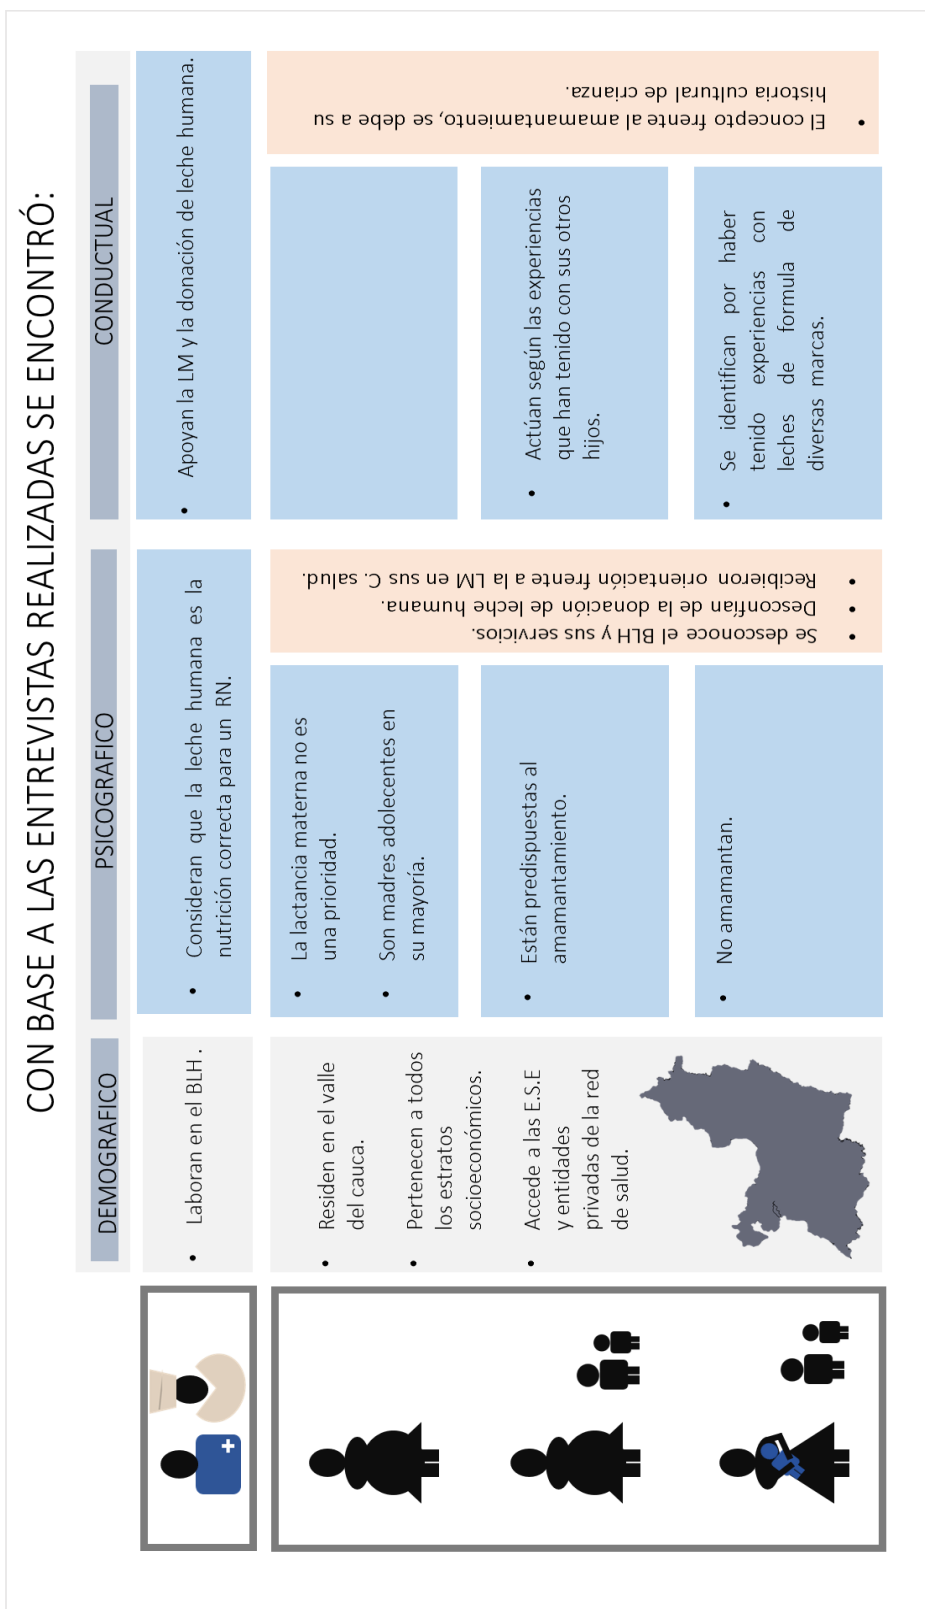 CON BASE A LAS ENTREVISTAS REALIZADAS SE ENCONTRÓ:
DEMOGRAFICO
PSICOGRAFICO
CONDUCTUAL
• Laboran en el BLH .
• Consideran que la leche humana es la
nutrición correcta para un RN.
• Apoyan la LM y la donación de leche humana.
• Residen en el valle
del cauca.
• Pertenecen a todos
los estratos
socioeconómicos.
• Accede a las E.S.E
y entidades
privadas de la red
de salud.
• La lactancia materna no es
una prioridad.
• Son madres adolecentes en
su mayoría.
• Están predispuestas al
amamantamiento.
• No amamantan.
• Se desconoce el BLH y sus servicios.
• Desconfían de la donación de leche humana.
• Recibieron orientación frente a la LM en sus C. salud.
• Actúan según las experiencias
que han tenido con sus otros
hijos.
• Se identifican por haber
tenido experiencias con
leches de formula de
diversas marcas.
• El concepto frente al amamantamiento, se debe a su
historia cultural de crianza.